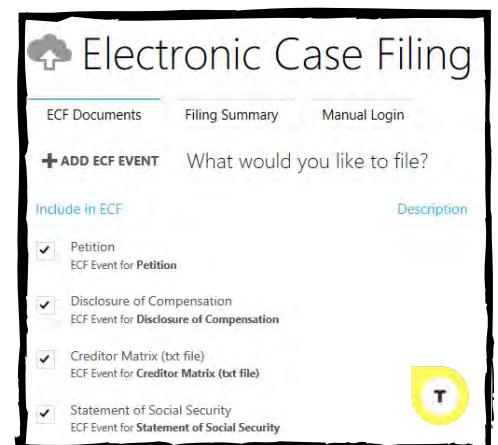 Electronic Case Filing
ECF Documents Filing Summary Manual Login
+ ADD ECF EVENT What would you like to file?
Include in ECF Description
Petition
ECF Event for Petition
Disclosure of Compensation
ECF Event for Disclosure of Compensation
Creditor Matrix (txt file)
ECF Event for Creditor Matrix (txt file)
T
Statement of Social Security
ECF Event for Statement of Social Security